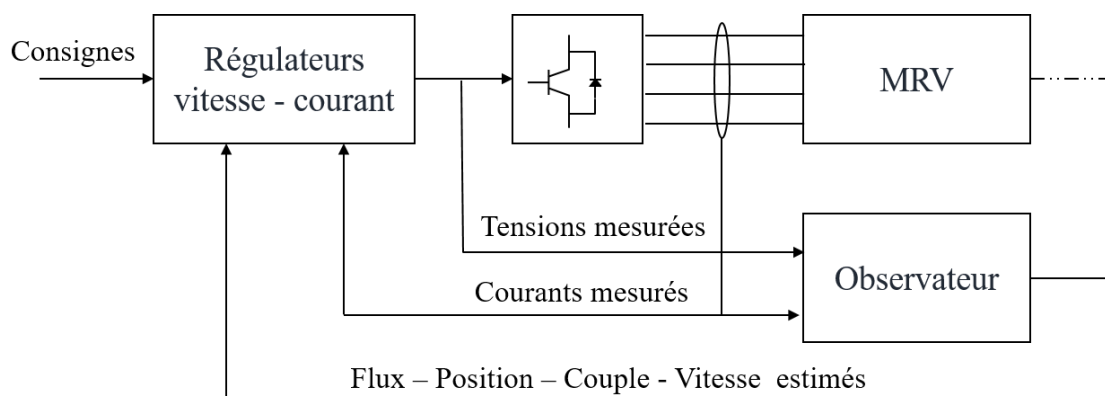 Consignes
Régulateurs
vitesse - courant
MRV
Tensions mesurées
Observateur
Courants mesurés
Flux – Position – Couple - Vitesse estimés